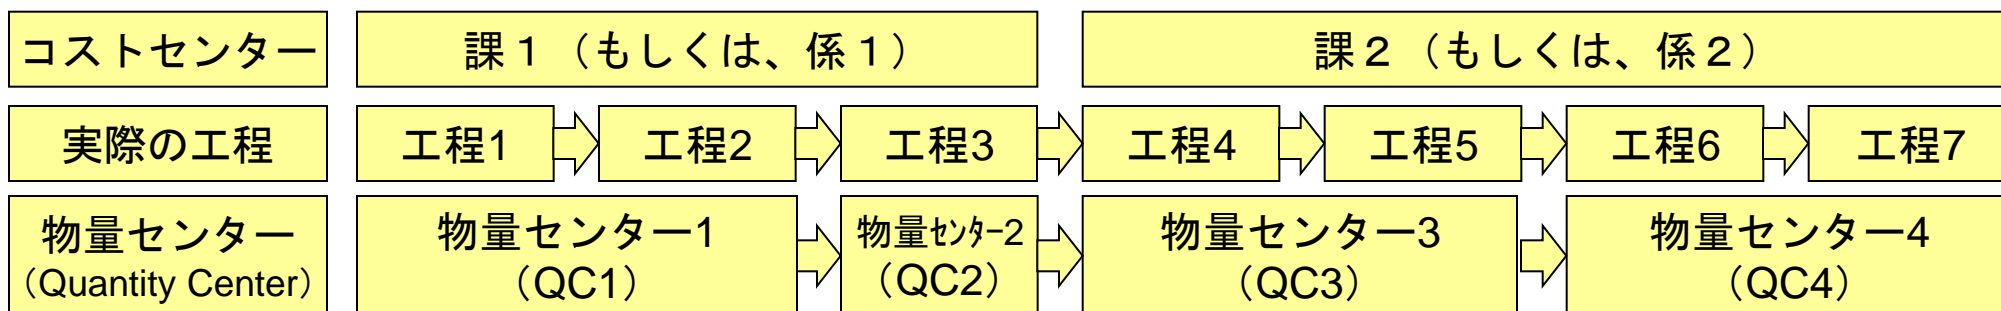 コストセンター
課１（もしくは、係１）
課２（もしくは、係２）
実際の工程
工程1
工程2
工程3
工程4
工程5
工程6
工程7
物量センター
（Quantity Center）
物量センター1
（QC1）
物量ｾﾝﾀｰ2
（QC2）
物量センター3
（QC3）
物量センター4
（QC4）